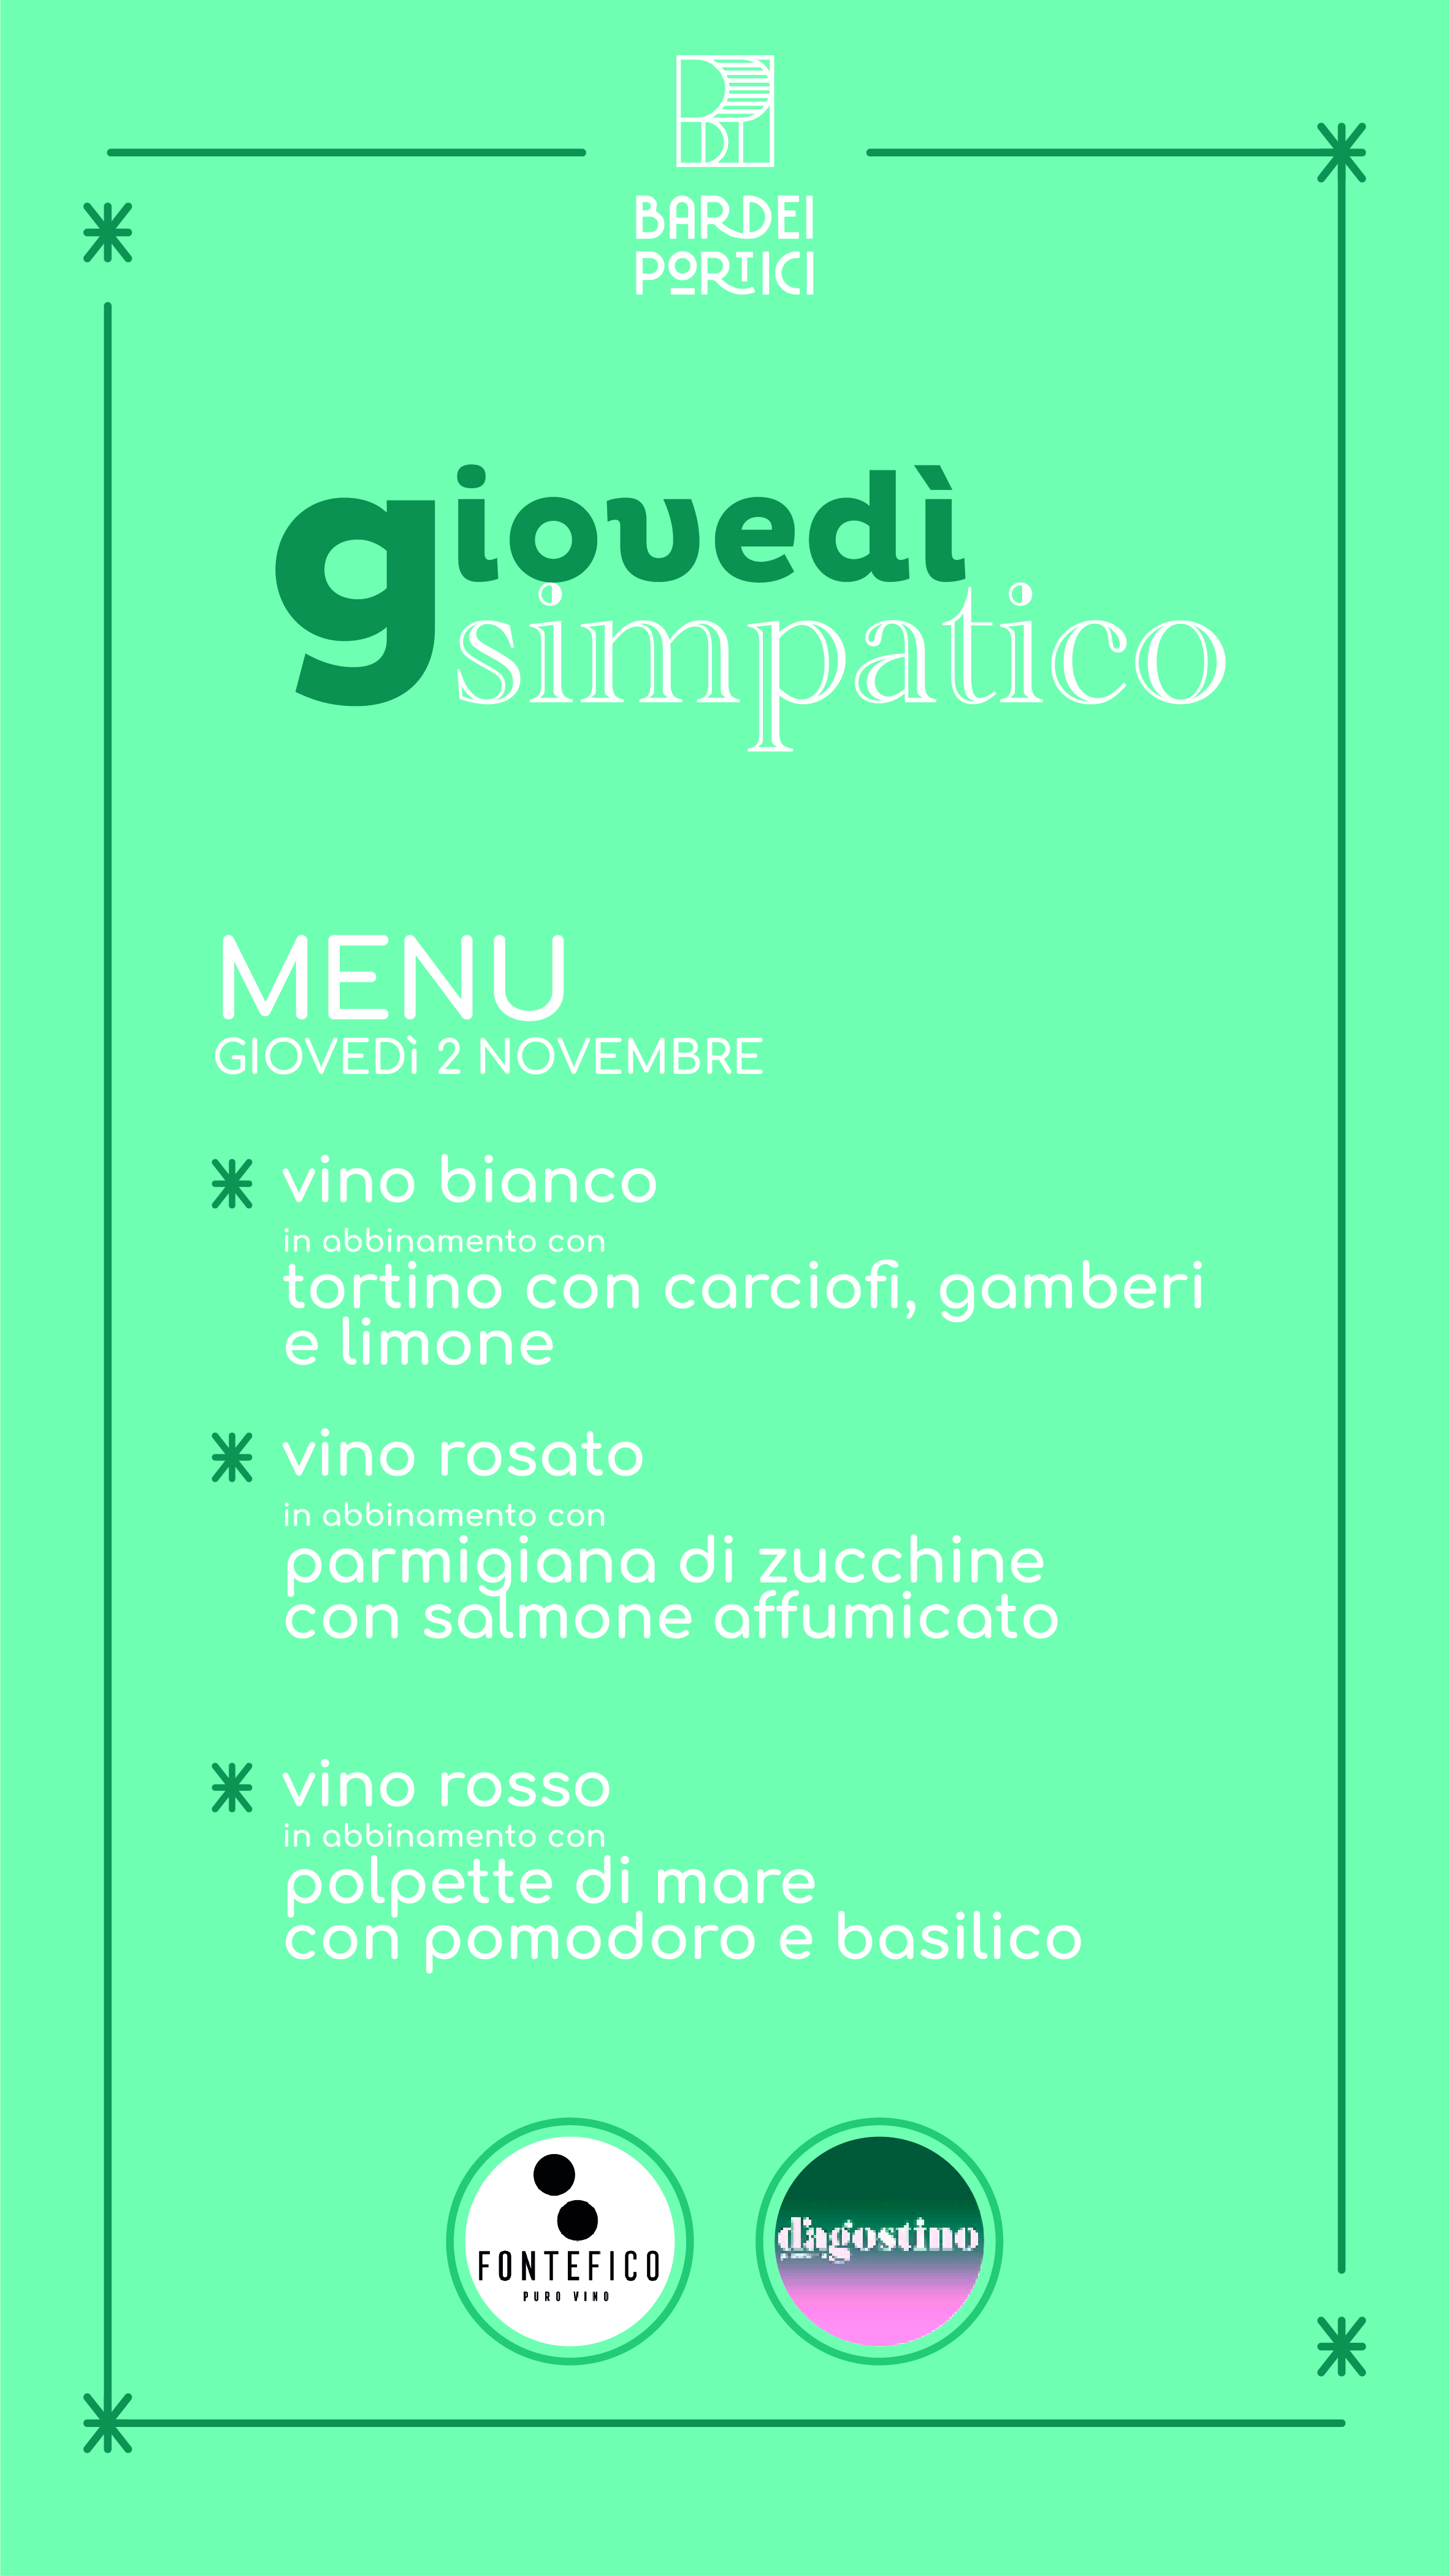 BARDEI
PORTICI
giovedì
simpatico
MENU
GIOVEDì 2 NOVEMBRE
vino bianco
in abbinamento con
tortino con carciofi, gamberi
e limone
vino rosato
in abbinamento con
parmigiana di zucchine
con salmone affumicato
vino rosso
in abbinamento con
polpette di mare
con pomodoro e basilico
FONTEFICO
PURO VINO
d'agostino